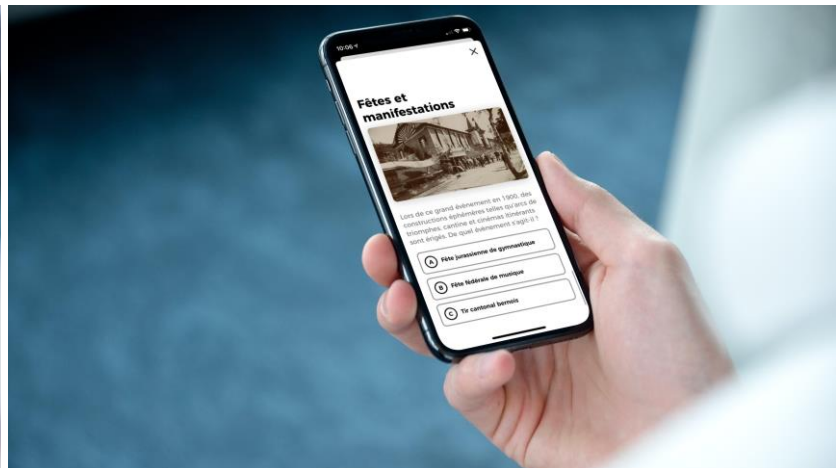 10:06
Fêtes et
manifestations
Lors de ce grand évènement en 1900, des
constructions éphémères telles qu'arcs de
triomphes, cantine et cinémas itinérants
sont érigés. De quel évènement s'agit-il ?
A Fête jurassienne de gymnastique
B Fête fédérale de musique
C Tir cantonal bernois